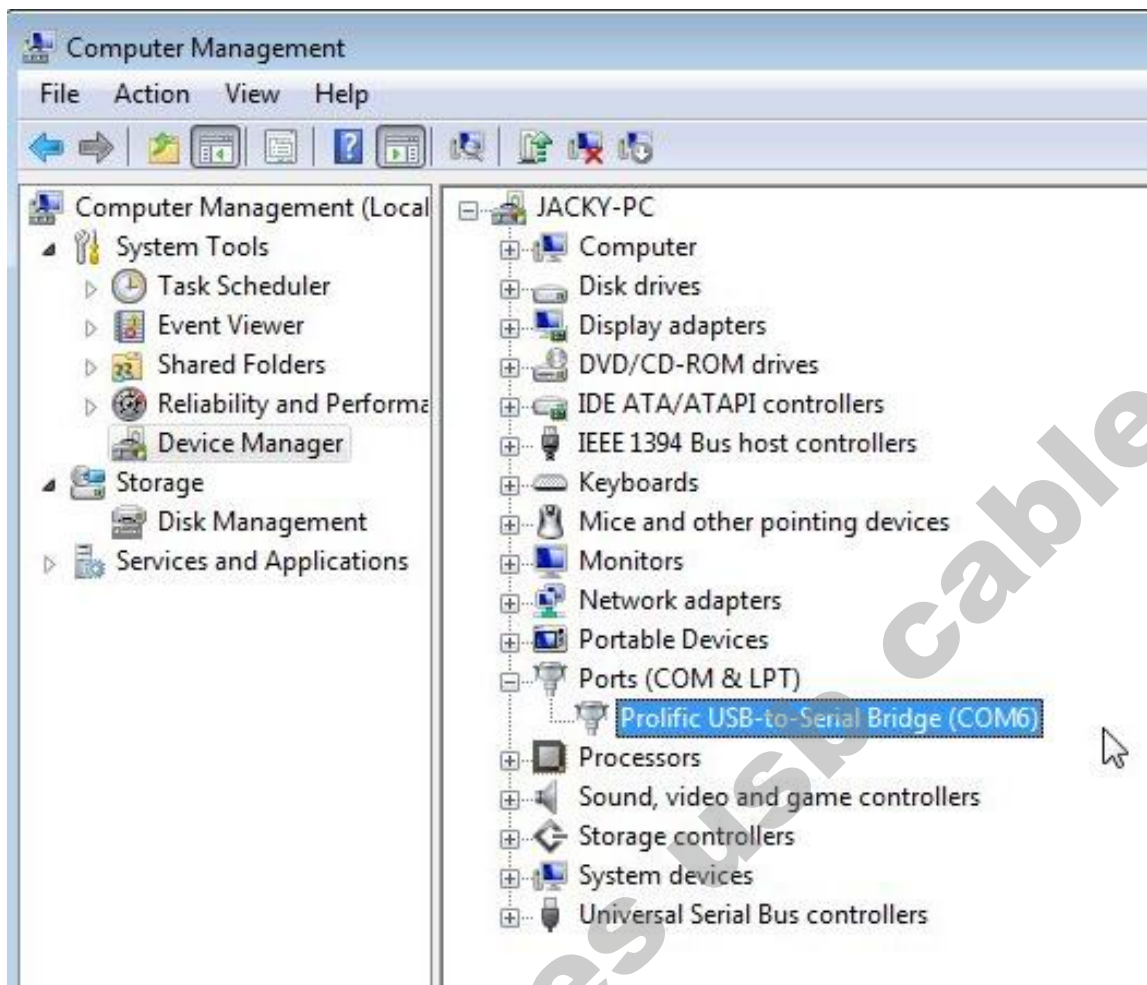 Computer Management
File Action View Help
Computer Management (Local
System Tools
Task Scheduler
Event Viewer
Shared Folders
Reliability and Performa
Device Manager
Storage
Disk Management
Services and Applications
JACKY-PC
Computer
Disk drives
Display adapters
DVD/CD-ROM drives
IDE ATA/ATAPI controllers
IEEE 1394 Bus host controllers
Keyboards
Mice and other pointing devices
Monitors
Network adapters
Portable Devices
Ports (COM & LPT)
Prolific USB-to-Serial Bridge (COM6)
Processors
Sound, video and game controllers
Storage controllers
System devices
Universal Serial Bus controllers
es usb cable